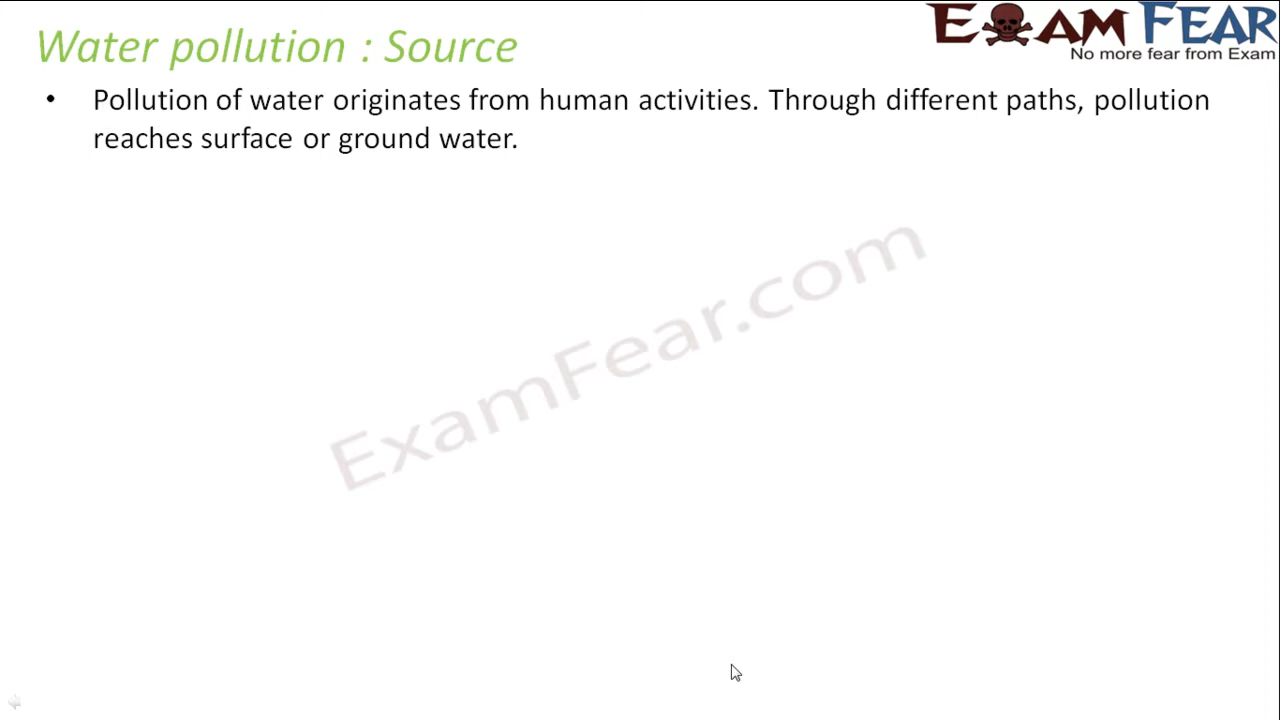 Water pollution : Source
EXAM FEAR
No more fear from Exam
• Pollution of water originates from human activities. Through different paths, pollution
reaches surface or ground water.
ExamFear.com